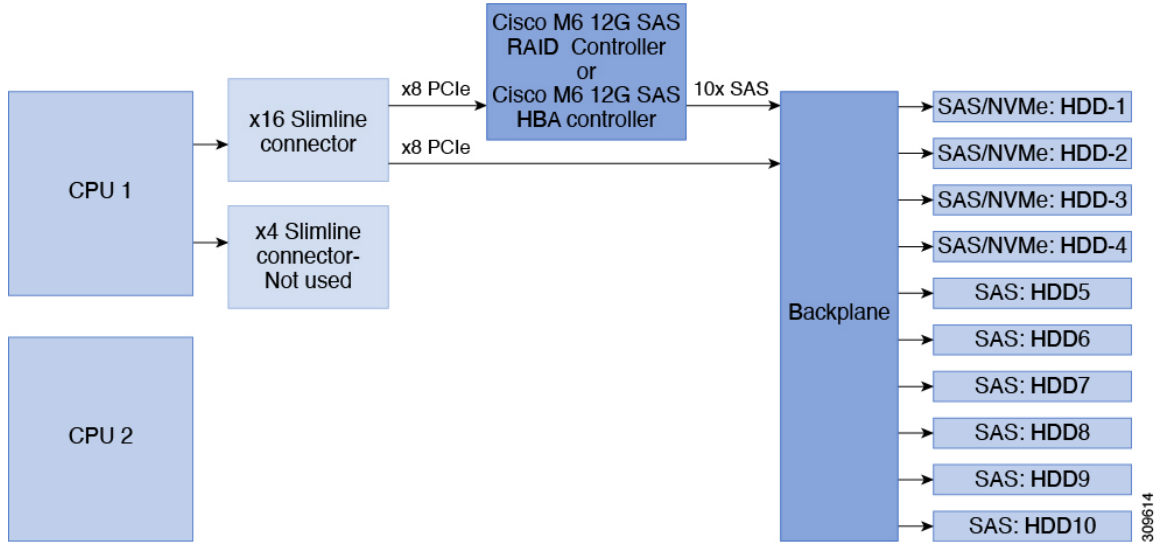 Cisco M6 12G SAS
RAID Controller
or
Cisco M6 12G SAS
HBA controller
x8 PCIe
10x SAS
x16 Slimline
connector
x8 PCIe
CPU 1
x4 Slimline
connector-
Not used
CPU 2
Backplane
SAS/NVMe: HDD-1
SAS/NVMe: HDD-2
SAS/NVMe: HDD-3
SAS/NVMe: HDD-4
SAS: HDD5
SAS: HDD6
SAS: HDD7
SAS: HDD8
SAS: HDD9
SAS: HDD10
309614